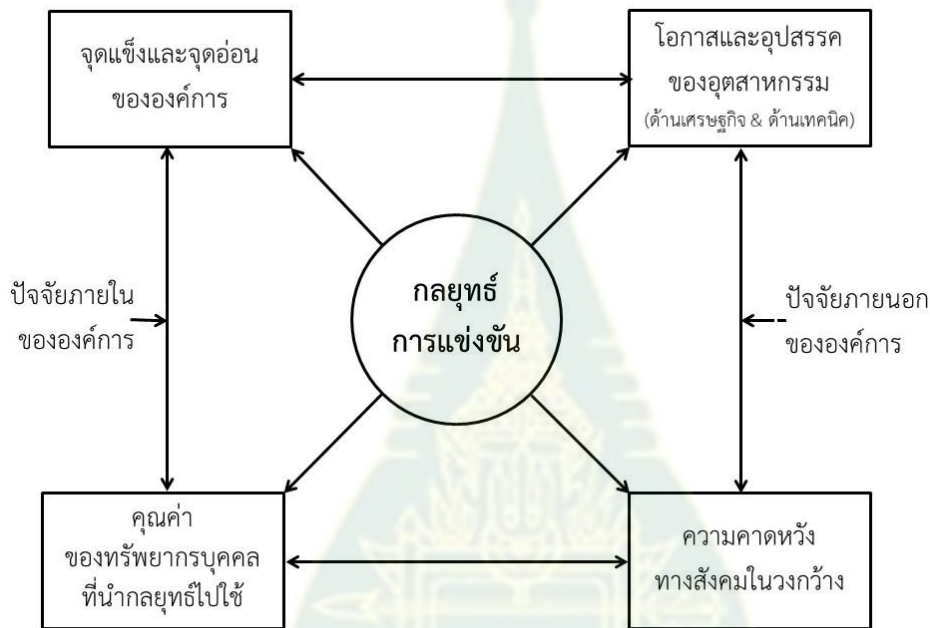 จุดแข็งและจุดอ่อน
ขององค์การ
โอกาสและอุปสรรค
ของอุตสาหกรรม
(ด้านเศรษฐกิจ & ด้านเทคนิค)
ปัจจัยภายใน
ขององค์การ
กลยุทธ์
การแข่งขัน
ปัจจัยภายนอก
ขององค์การ
คุณค่า
ของทรัพยากรบุคคล
ที่นำกลยุทธ์ไปใช้
ความคาดหวัง
ทางสังคมในวงกว้าง